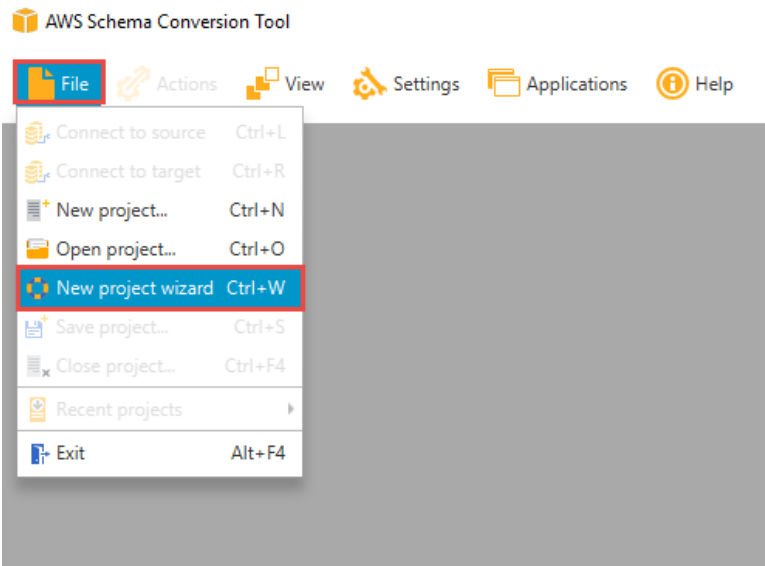 AWS Schema Conversion Tool
File Actions View Settings Applications Help
Connect to source Ctrl+L
Connect to target Ctrl+R
New project... Ctrl+N
Open project... Ctrl+O
New project wizard Ctrl+W
Save project... Ctrl+S
Close project... Ctrl+F4
Recent projects
Exit Alt+F4